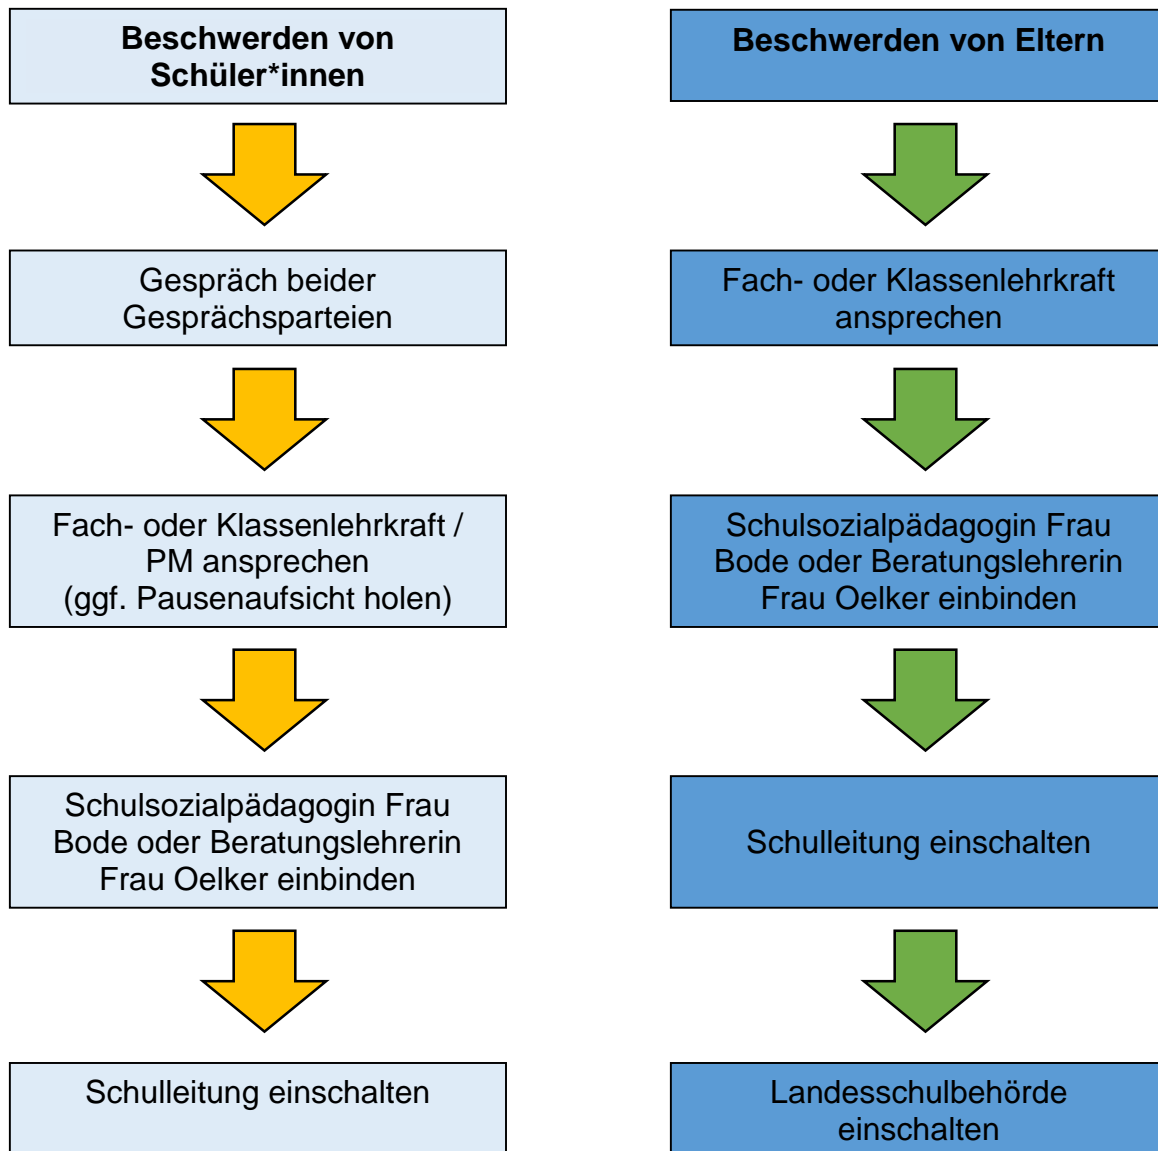 Beschwerden von
Schüler*innen
Gespräch beider
Gesprächsparteien
Fach- oder Klassenlehrkraft /
PM ansprechen
(ggf. Pausenaufsicht holen)
Schulsozialpädagogin Frau
Bode oder Beratungslehrerin
Frau Oelker einbinden
Schulleitung einschalten
Beschwerden von Eltern
Fach- oder Klassenlehrkraft
ansprechen
Schulsozialpädagogin Frau
Bode oder Beratungslehrerin
Frau Oelker einbinden
Schulleitung einschalten
Landesschulbehörde
einschalten